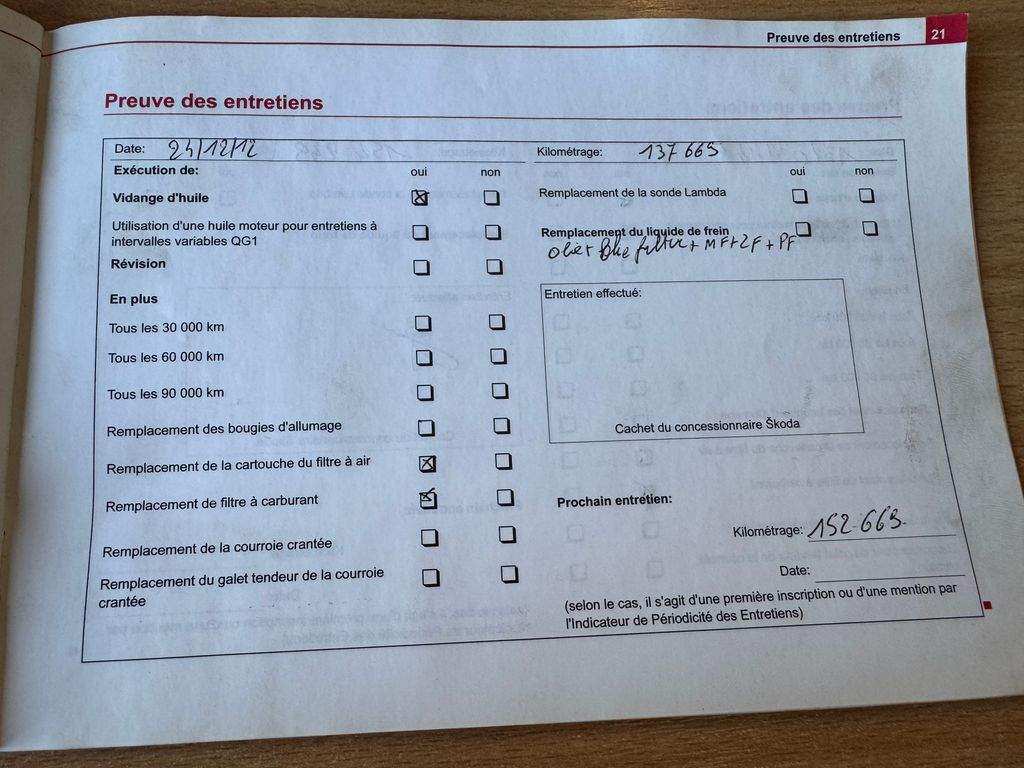 Preuve des entretiens 21
Preuve des entretiens
Date: 24/12/12
Kilométrage: 137 669
Exécution de: oui non
oui non
Vidange d'huile
Remplacement de la sonde Lambda
Utilisation d'une huile moteur pour entretiens à
intervalles variables QG1
Remplacement du liquide de frein
filter + MF+ZF + PF
Révision
En plus
Entretien effectué:
Tous les 30 000 km
Tous les 60 000 km
Tous les 90 000 km
Remplacement des bougies d'allumage
Cachet du concessionnaire Škoda
Remplacement de la cartouche du filtre à air
Remplacement de filtre à carburant
Prochain entretien:
Remplacement de la courroie crantée
Kilométrage: 152.669.
Remplacement du galet tendeur de la courroie
crantée
Date:
(selon le cas, il s'agit d'une première inscription ou d'une mention par
l'Indicateur de Périodicité des Entretiens)